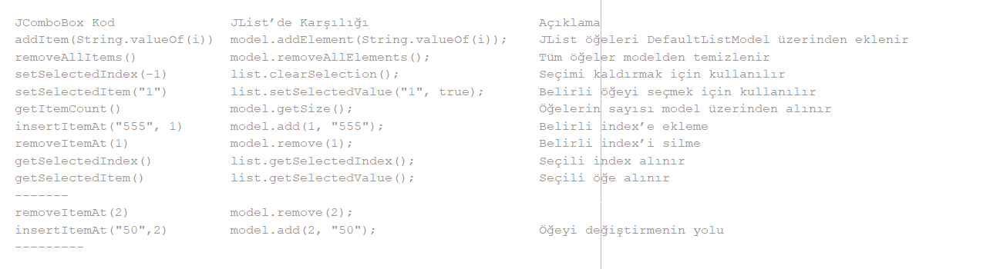 JComboBox Kod JList’de Karşılığı Açıklama
addItem(String.valueOf(i)) model.addElement(String.valueOf(i)); JList öğeleri DefaultListModel üzerinden eklenir
removeAllItems() model.removeAllElements(); Tüm öğeler modelden temizlenir
setSelectedIndex(-1) list.clearSelection(); Seçimi kaldırmak için kullanılır
setSelectedItem("1") list.setSelectedValue("1", true); Belirli öğeyi seçmek için kullanılır
getItemCount() model.getSize(); Öğelerin sayısı model üzerinden alınır
insertItemAt("555", 1) model.add(1, "555"); Belirli index’e ekleme
removeItemAt(1) model.remove(1); Belirli index’i silme
getSelectedIndex() list.getSelectedIndex(); Seçili index alınır
getSelectedItem() list.getSelectedValue(); Seçili öğe alınır
-------
removeItemAt(2) model.remove(2);
insertItemAt("50",2) model.add(2, "50"); Öğeyi değiştirmenin yolu
---------